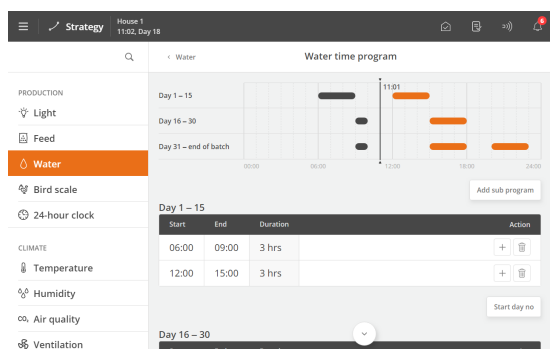 Strategy
House 1
11:02, Day 18
6
‹ Water
Water time program
PRODUCTION
Light
Feed
Water
Bird scale
24-hour clock
CLIMATE
Temperature
Humidity
CO₂ Air quality
Ventilation
11:01
Day 1 – 15
Day 16 – 30
Day 31 – end of batch
00:00 06:00 12:00 18:00 24:00
Add sub program
Day 1 – 15
Start End Duration Action
06:00 09:00 3 hrs
12:00 15:00 3 hrs
Start day no
Day 16 – 30